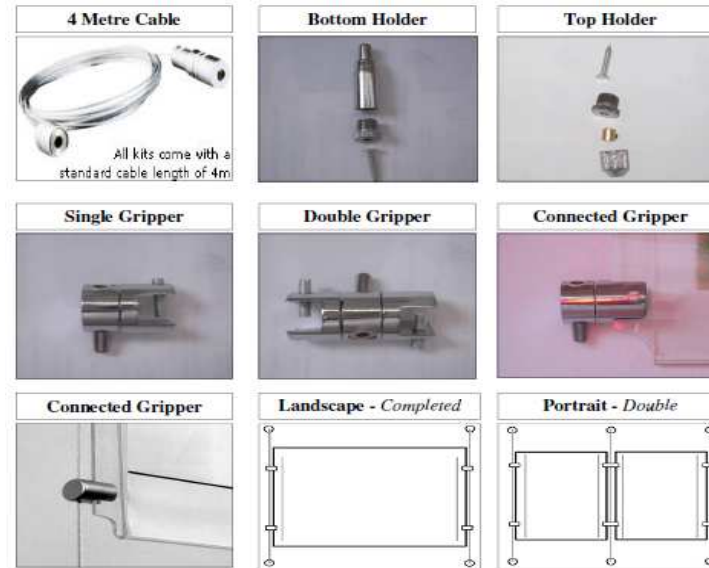 4 Metre Cable
Bottom Holder
Top Holder
All kits come with a
standard cable length of 4m
Single Gripper
Double Gripper
Connected Gripper
Connected Gripper
Landscape - Completed
Portrait - Double